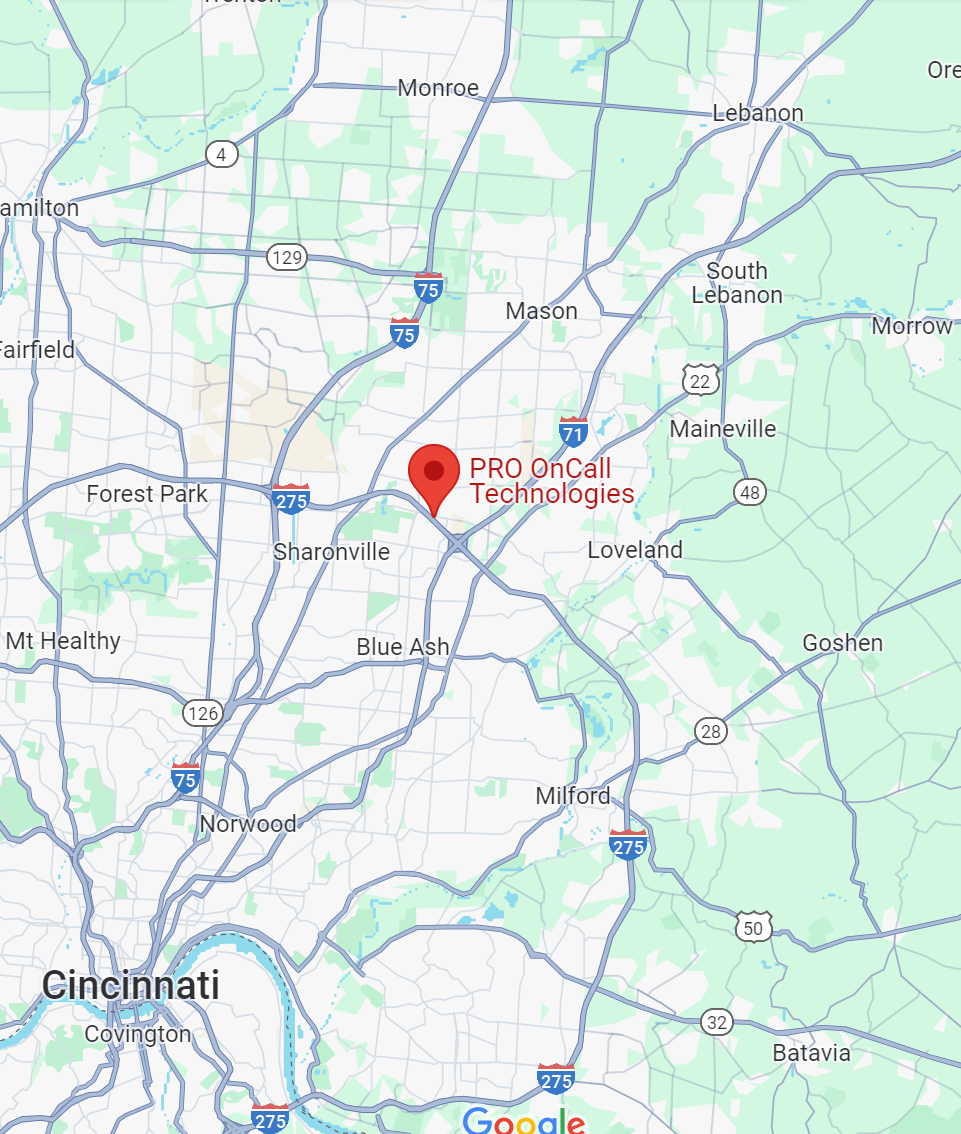 Monroe
Ore
Lebanon
4
amilton
129
75
South
Lebanon
Mason
75
Morrow
Fairfield
22
71
Maineville
PRO OnCall
Technologies
Forest Park
275
48
Sharonville
Loveland
Mt Healthy
Blue Ash
Goshen
126
28
75
Milford
Norwood
275
50
Cincinnati
32
Covington
Batavia
275
275
Google